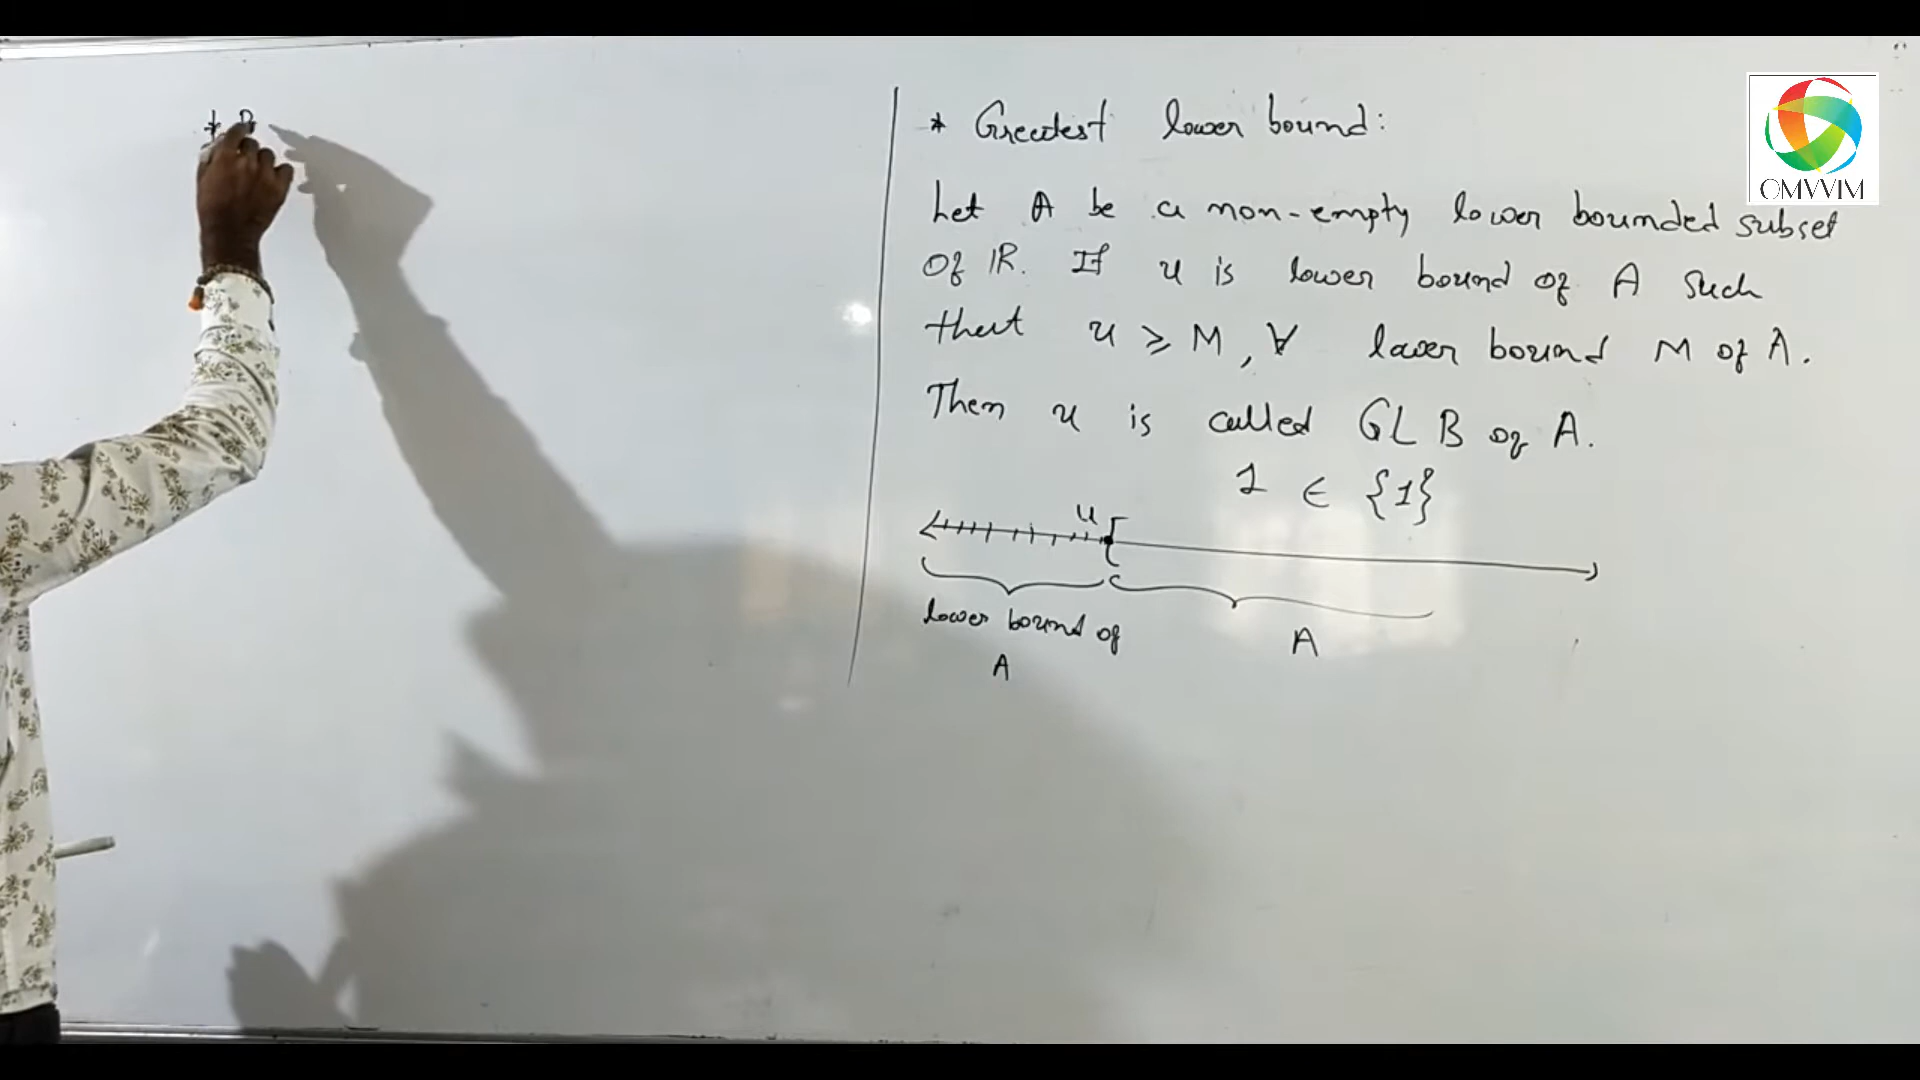 * Greatest lower bound:
Let A be a non-empty lower bounded subset
Of IR. If u is lower bound of A such
that u ≥ M, ∀ lower bound M of A.
Then u is called GLB of A.
1 ∈ {1}
u
lower bound of
A
A
OMVVIM